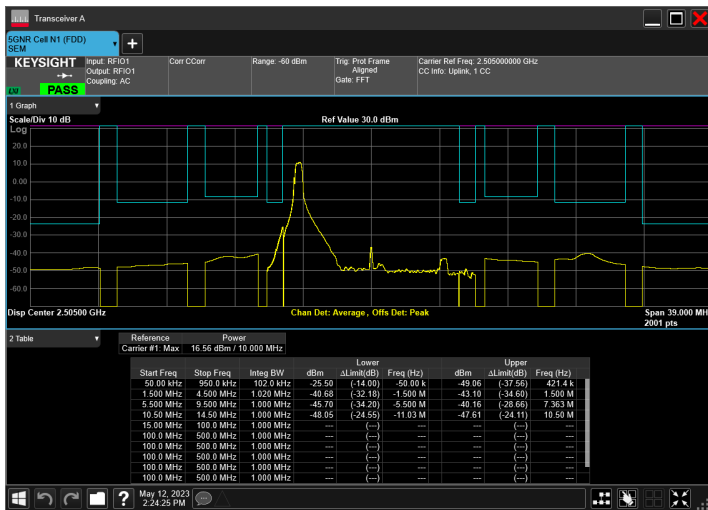 Transceiver A
5GNR Cell N1 (FDD)
SEM
KEYSIGHT
Input: RFIO1
Output: RFIO1
Coupling: AC
Corr CCorr
Range: -60 dBm
Trig: Prot Frame
Aligned
Gate: FFT
Carrier Ref Freq: 2.505000000 GHz
CC Info: Uplink, 1 CC
PASS
1 Graph
Scale/Div 10 dB
Ref Value 30.0 dBm
Log
20.0
10.0
0.00
-10.0
-20.0
-30.0
-40.0
-50.0
-60.0
Disp Center 2.50500 GHz
Chan Det: Average, Offs Det: Peak
Span 39.000 MH
2001 pts
2 Table
Reference Power
Carrier #1: Max 16.56 dBm / 10.000 MHz
Lower Upper
Start Freq Stop Freq Integ BW dBm ΔLimit(dB) Freq (Hz) dBm ΔLimit(dB) Freq (Hz)
50.00 kHz 950.0 kHz 102.0 kHz -25.50 (-14.00) -50.00 k -49.06 (-37.56) 421.4 k
1.500 MHz 4.500 MHz 1.020 MHz -40.68 (-32.18) -1.500 M -43.10 (-34.60) 1.500 M
5.500 MHz 9.500 MHz 1.000 MHz -45.70 (-34.20) -5.500 M -40.16 (-28.66) 7.363 M
10.50 MHz 14.50 MHz 1.000 MHz -48.05 (-24.55) -11.03 M -47.61 (-24.11) 10.50 M
15.00 MHz 100.0 MHz 1.000 MHz --- (---) --- --- (---) ---
100.0 MHz 500.0 MHz 1.000 MHz --- (---) --- --- (---) ---
100.0 MHz 500.0 MHz 1.000 MHz --- (---) --- --- (---) ---
100.0 MHz 500.0 MHz 1.000 MHz --- (---) --- --- (---) ---
100.0 MHz 500.0 MHz 1.000 MHz --- (---) --- --- (---) ---
May 12, 2023
2:24:25 PM